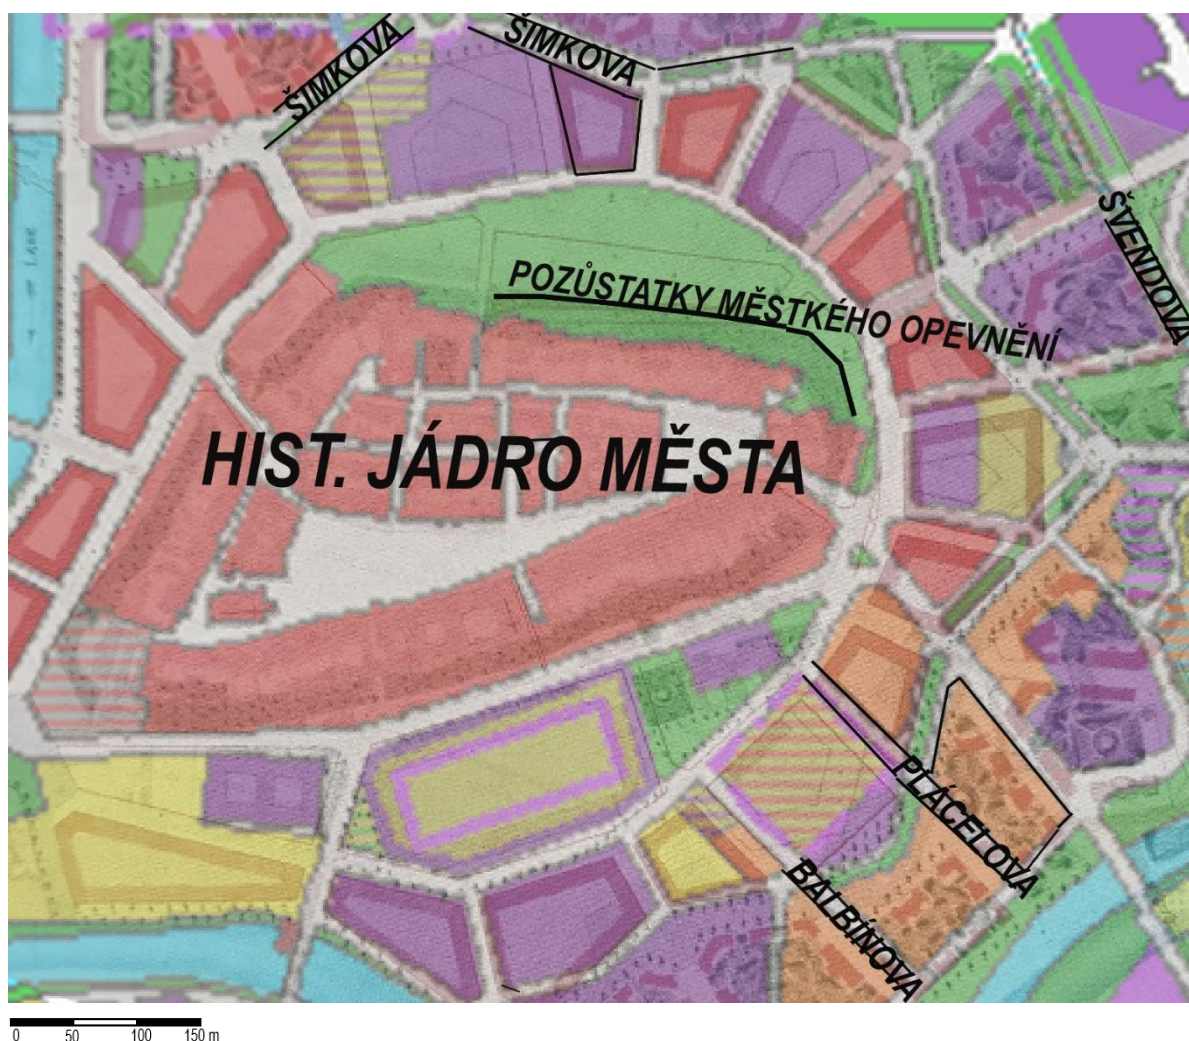 ŠIMKOVA
ŠIMKOVA
ŠVENDOVA
POZŮSTATKY MĚSTKÉHO OPEVNĚNÍ
HIST. JÁDRO MĚSTA
PLÁCELOVA
BALBÍNOVA
0 50 100 150 m